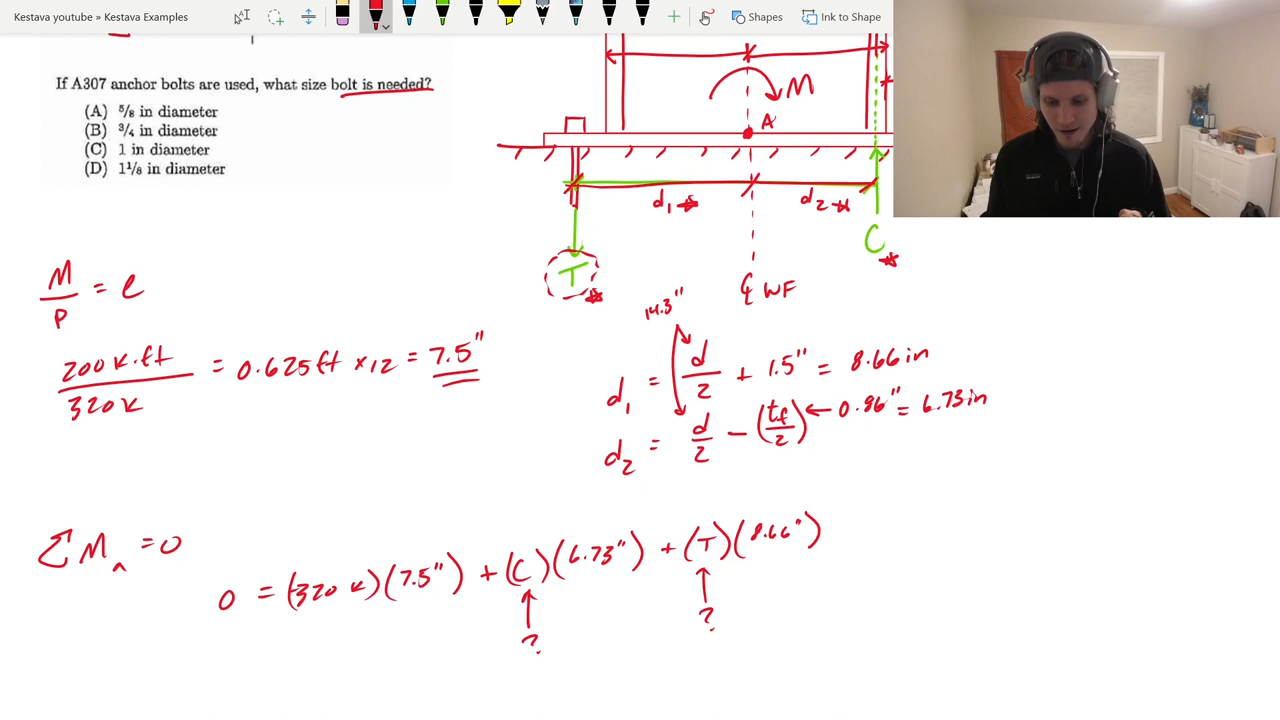 Kestava youtube » Kestava Examples
Shapes
Ink to Shape
If A307 anchor bolts are used, what size bolt is needed?
(A) 5/8 in diameter
(B) 3/4 in diameter
(C) 1 in diameter
(D) 1 1/8 in diameter
M
A
d1
d2
T
C
℄ WF
M/P = e
200 k·ft / 320 k = 0.625 ft × 12 = 7.5"
14.3"
d1 = d/2 + 1.5" = 8.66 in
d2 = d/2 - (tf/2) ← 0.86" = 6.73 in
ΣM_A = 0
0 = (320 k)(7.5") + (C)(6.73") + (T)(8.66")
?
?